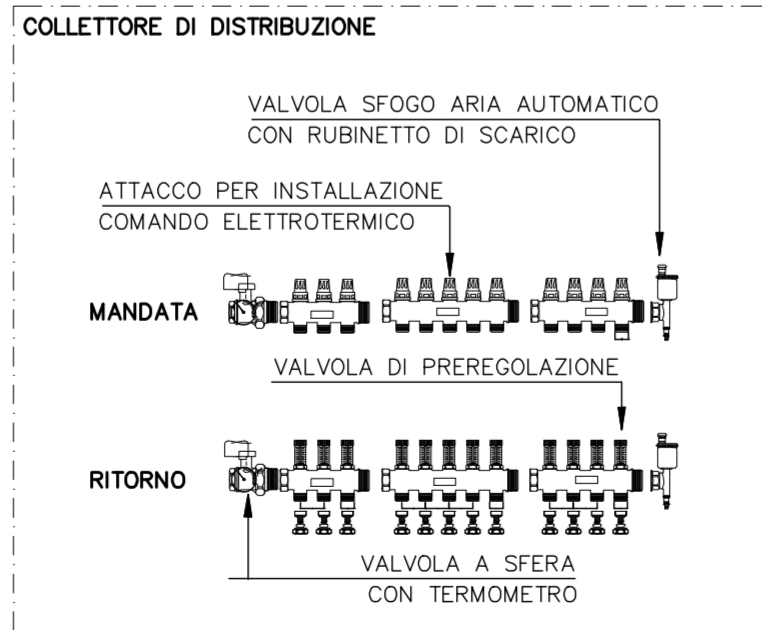 COLLETTORE DI DISTRIBUZIONE
VALVOLA SFOGO ARIA AUTOMATICO
CON RUBINETTO DI SCARICO
ATTACCO PER INSTALLAZIONE
COMANDO ELETTROTERMICO
MANDATA
VALVOLA DI PREREGOLAZIONE
RITORNO
VALVOLA A SFERA
CON TERMOMETRO